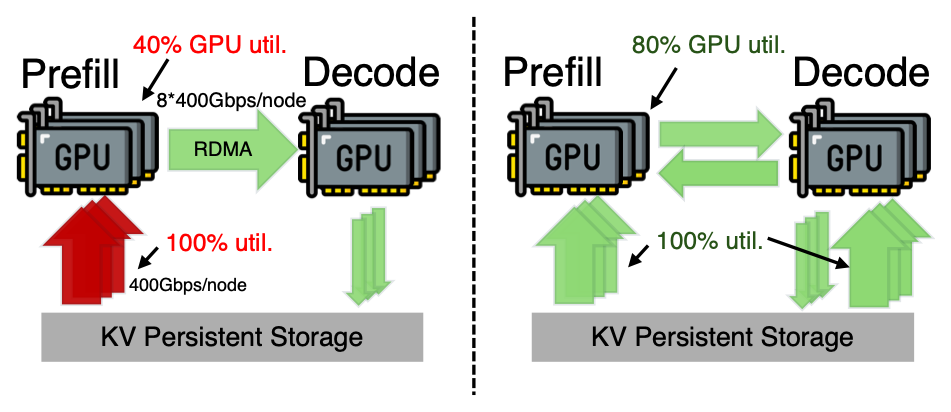 40% GPU util.
Prefill
Decode
8*400Gbps/node
GPU
RDMA
GPU
100% util.
400Gbps/node
KV Persistent Storage
80% GPU util.
Prefill
Decode
GPU
GPU
100% util.
KV Persistent Storage